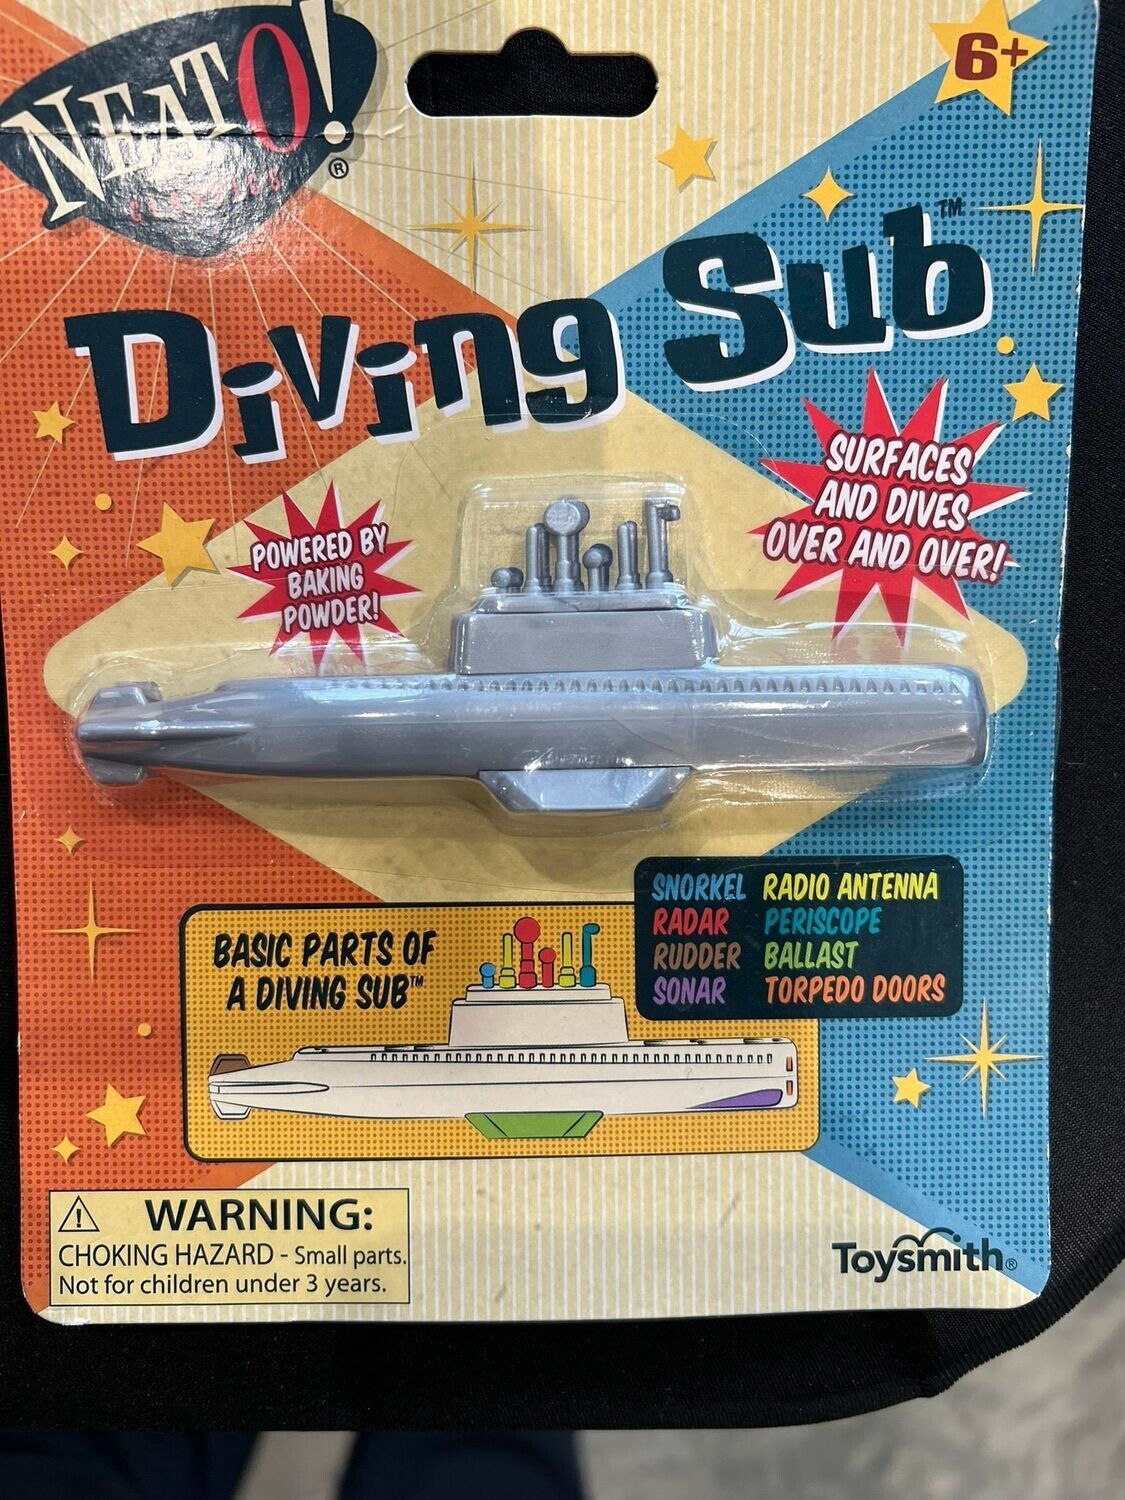 NEATO!
CLASSICS
®
6+
Diving Sub™
SURFACES
AND DIVES
OVER AND OVER!
POWERED BY
BAKING
POWDER!
BASIC PARTS OF
A DIVING SUB™
SNORKEL RADIO ANTENNA
RADAR PERISCOPE
RUDDER BALLAST
SONAR TORPEDO DOORS
WARNING:
CHOKING HAZARD - Small parts.
Not for children under 3 years.
Toysmith®